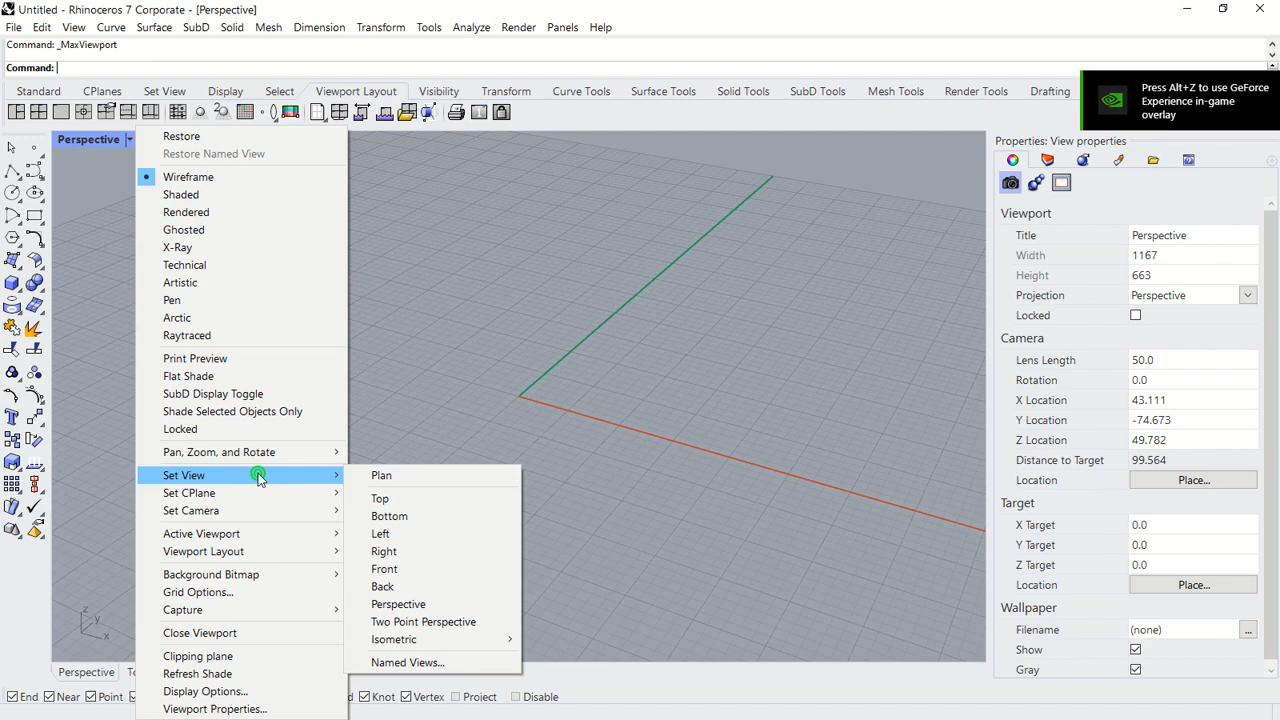 Untitled - Rhinoceros 7 Corporate - [Perspective]
File Edit View Curve Surface SubD Solid Mesh Dimension Transform Tools Analyze Render Panels Help
Command: _MaxViewport
Command:
Standard CPlanes Set View Display Select Viewport Layout Visibility Transform Curve Tools Surface Tools Solid Tools SubD Tools Mesh Tools Render Tools Drafting
Press Alt+Z to use GeForce
Experience in-game
overlay
Perspective
Restore
Restore Named View
Wireframe
Shaded
Rendered
Ghosted
X-Ray
Technical
Artistic
Pen
Arctic
Raytraced
Print Preview
Flat Shade
SubD Display Toggle
Shade Selected Objects Only
Locked
Pan, Zoom, and Rotate
Set View
Set CPlane
Set Camera
Active Viewport
Viewport Layout
Background Bitmap
Grid Options...
Capture
Close Viewport
Clipping plane
Refresh Shade
Display Options...
Viewport Properties...
Plan
Top
Bottom
Left
Right
Front
Back
Perspective
Two Point Perspective
Isometric
Named Views...
Properties: View properties
Viewport
Title Perspective
Width 1167
Height 663
Projection Perspective
Locked
Camera
Lens Length 50.0
Rotation 0.0
X Location 43.111
Y Location -74.673
Z Location 49.782
Distance to Target 99.564
Location Place...
Target
X Target 0.0
Y Target 0.0
Z Target 0.0
Location Place...
Wallpaper
Filename (none) ...
Show
Gray
z
y
x
Perspective
End Near Point Knot Vertex Project Disable